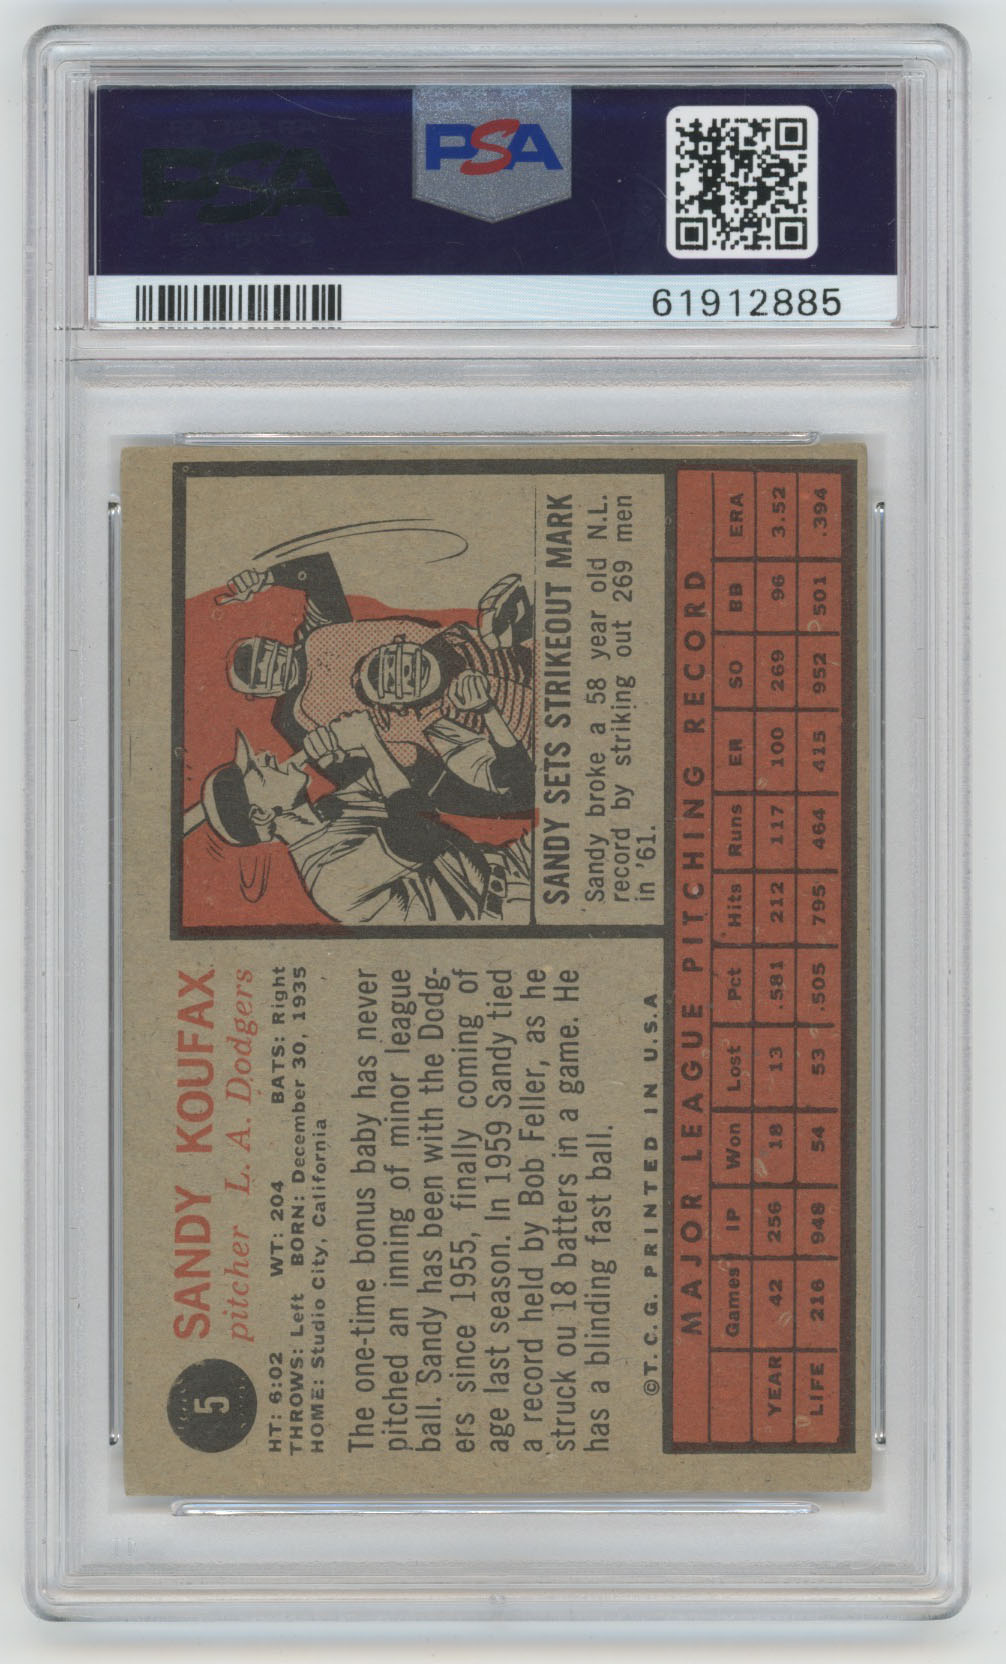 PSA
PSA
61912885
5
SANDY KOUFAX
pitcher L. A. Dodgers
HT: 6:02 WT: 204 BATS: Right
THROWS: Left BORN: December 30, 1935
HOME: Studio City, California
The one-time bonus baby has never
pitched an inning of minor league
ball. Sandy has been with the Dodg-
ers since 1955, finally coming of
age last season. In 1959 Sandy tied
a record held by Bob Feller, as he
struck ou 18 batters in a game. He
has a blinding fast ball.
©T. C. G. PRINTED IN U.S.A
SANDY SETS STRIKEOUT MARK
Sandy broke a 58 year old N.L.
record by striking out 269 men
in '61.
MAJOR LEAGUE PITCHING RECORD
Games IP Won Lost Pct Hits Runs ER SO BB ERA
YEAR 42 256 18 13 .581 212 117 100 269 96 3.52
LIFE 216 948 54 53 .505 795 464 415 952 501 .394